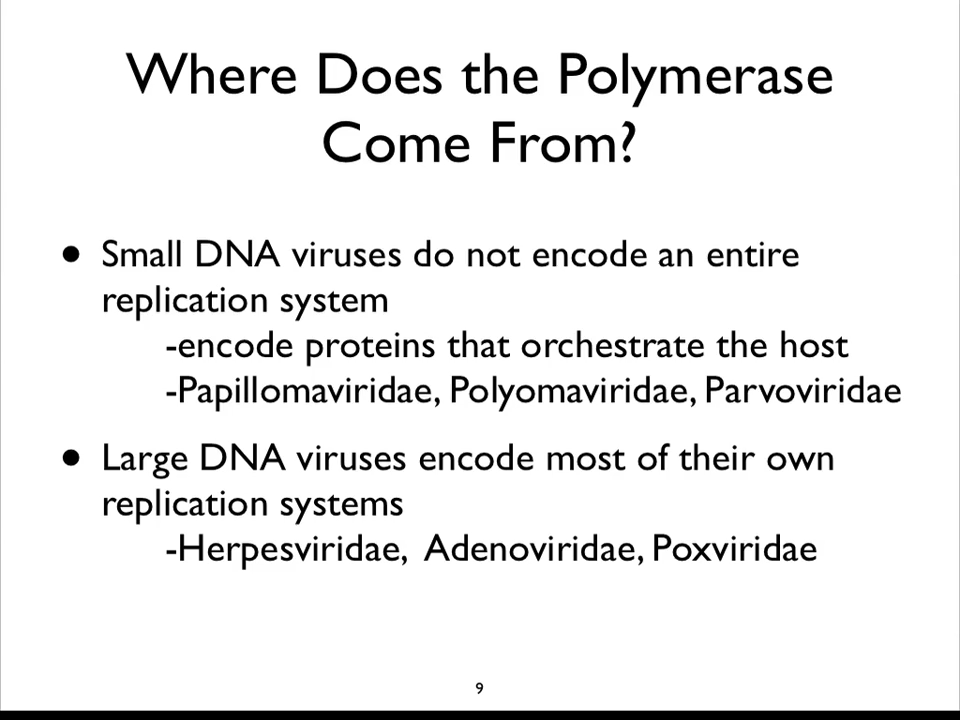 Where Does the Polymerase
Come From?
• Small DNA viruses do not encode an entire
replication system
-encode proteins that orchestrate the host
-Papillomaviridae, Polyomaviridae, Parvoviridae
• Large DNA viruses encode most of their own
replication systems
-Herpesviridae, Adenoviridae, Poxviridae
9